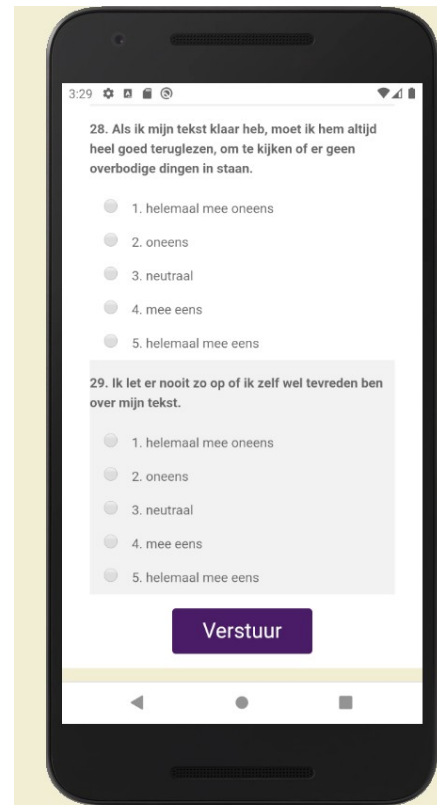 3:29
28. Als ik mijn tekst klaar heb, moet ik hem altijd
heel goed teruglezen, om te kijken of er geen
overbodige dingen in staan.
1. helemaal mee oneens
2. oneens
3. neutraal
4. mee eens
5. helemaal mee eens
29. Ik let er nooit zo op of ik zelf wel tevreden ben
over mijn tekst.
1. helemaal mee oneens
2. oneens
3. neutraal
4. mee eens
5. helemaal mee eens
Verstuur